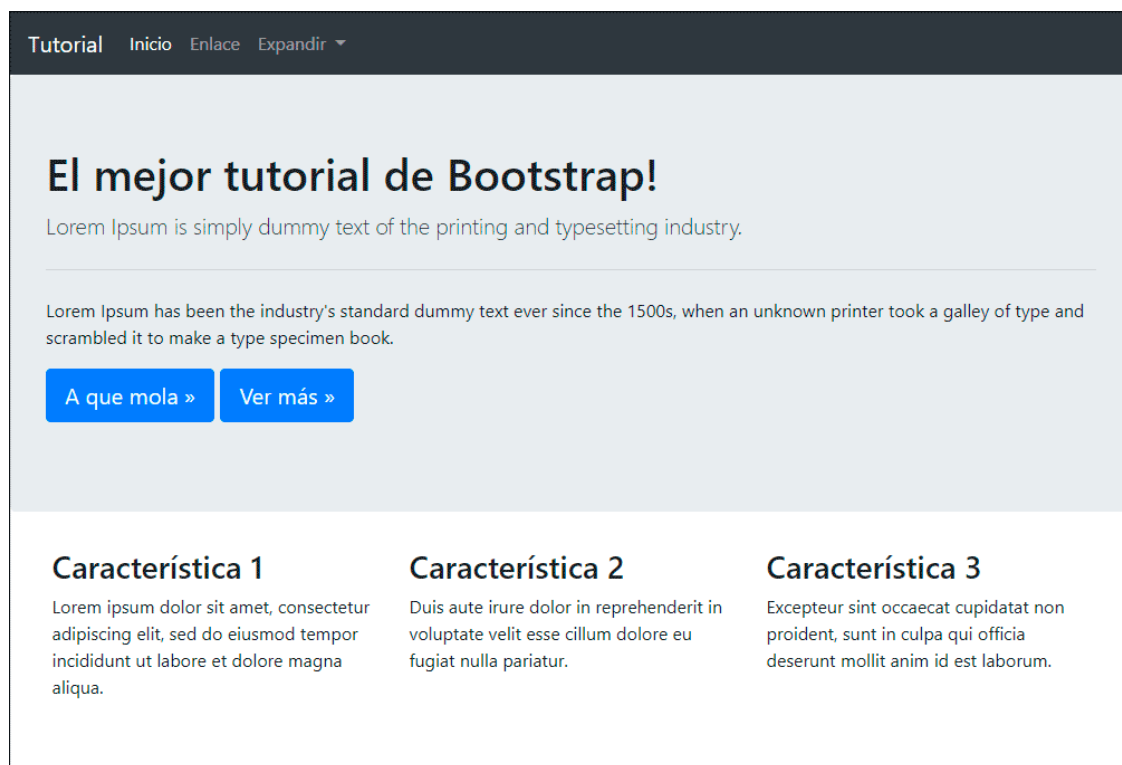 Tutorial Inicio Enlace Expandir
El mejor tutorial de Bootstrap!
Lorem Ipsum is simply dummy text of the printing and typesetting industry.
Lorem Ipsum has been the industry's standard dummy text ever since the 1500s, when an unknown printer took a galley of type and
scrambled it to make a type specimen book.
A que mola » Ver más »
Característica 1
Lorem ipsum dolor sit amet, consectetur
adipiscing elit, sed do eiusmod tempor
incididunt ut labore et dolore magna
aliqua.
Característica 2
Duis aute irure dolor in reprehenderit in
voluptate velit esse cillum dolore eu
fugiat nulla pariatur.
Característica 3
Excepteur sint occaecat cupidatat non
proident, sunt in culpa qui officia
deserunt mollit anim id est laborum.